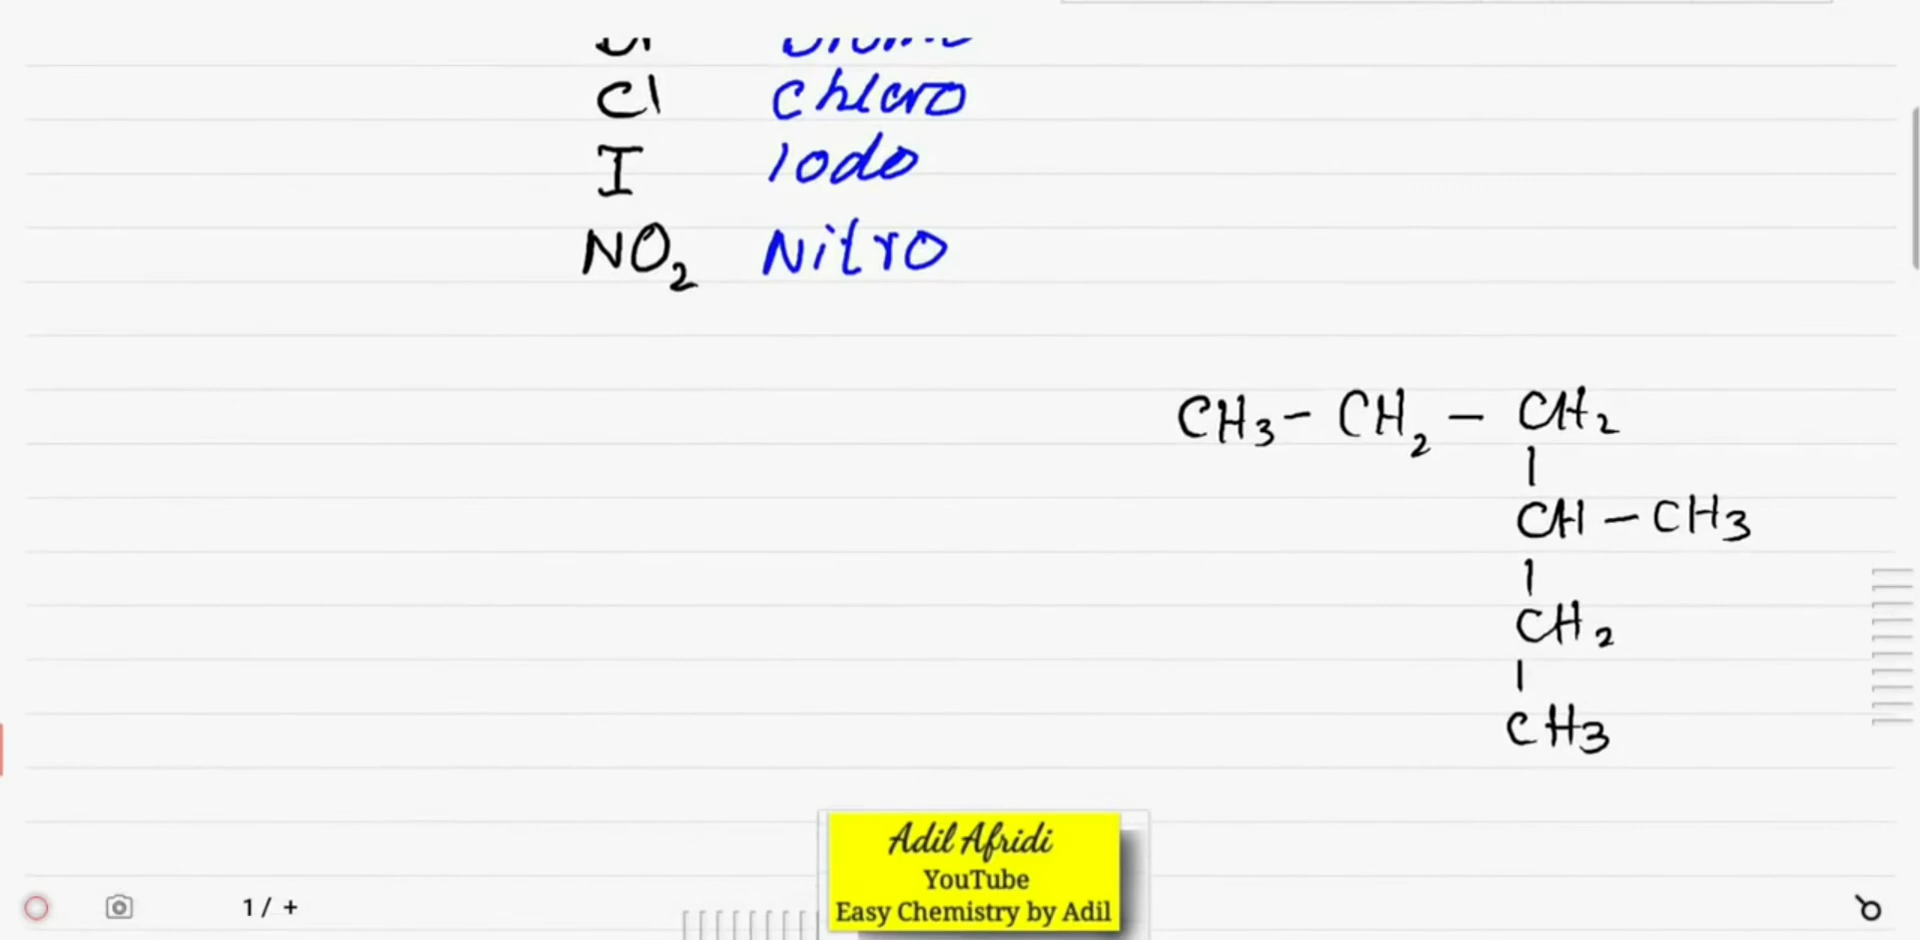 Cl Chloro
I Iodo
NO₂ Nitro
CH₃ - CH₂ - CH₂
|
CH - CH₃
|
CH₂
|
CH₃
Adil Afridi
YouTube
Easy Chemistry by Adil
1 / +